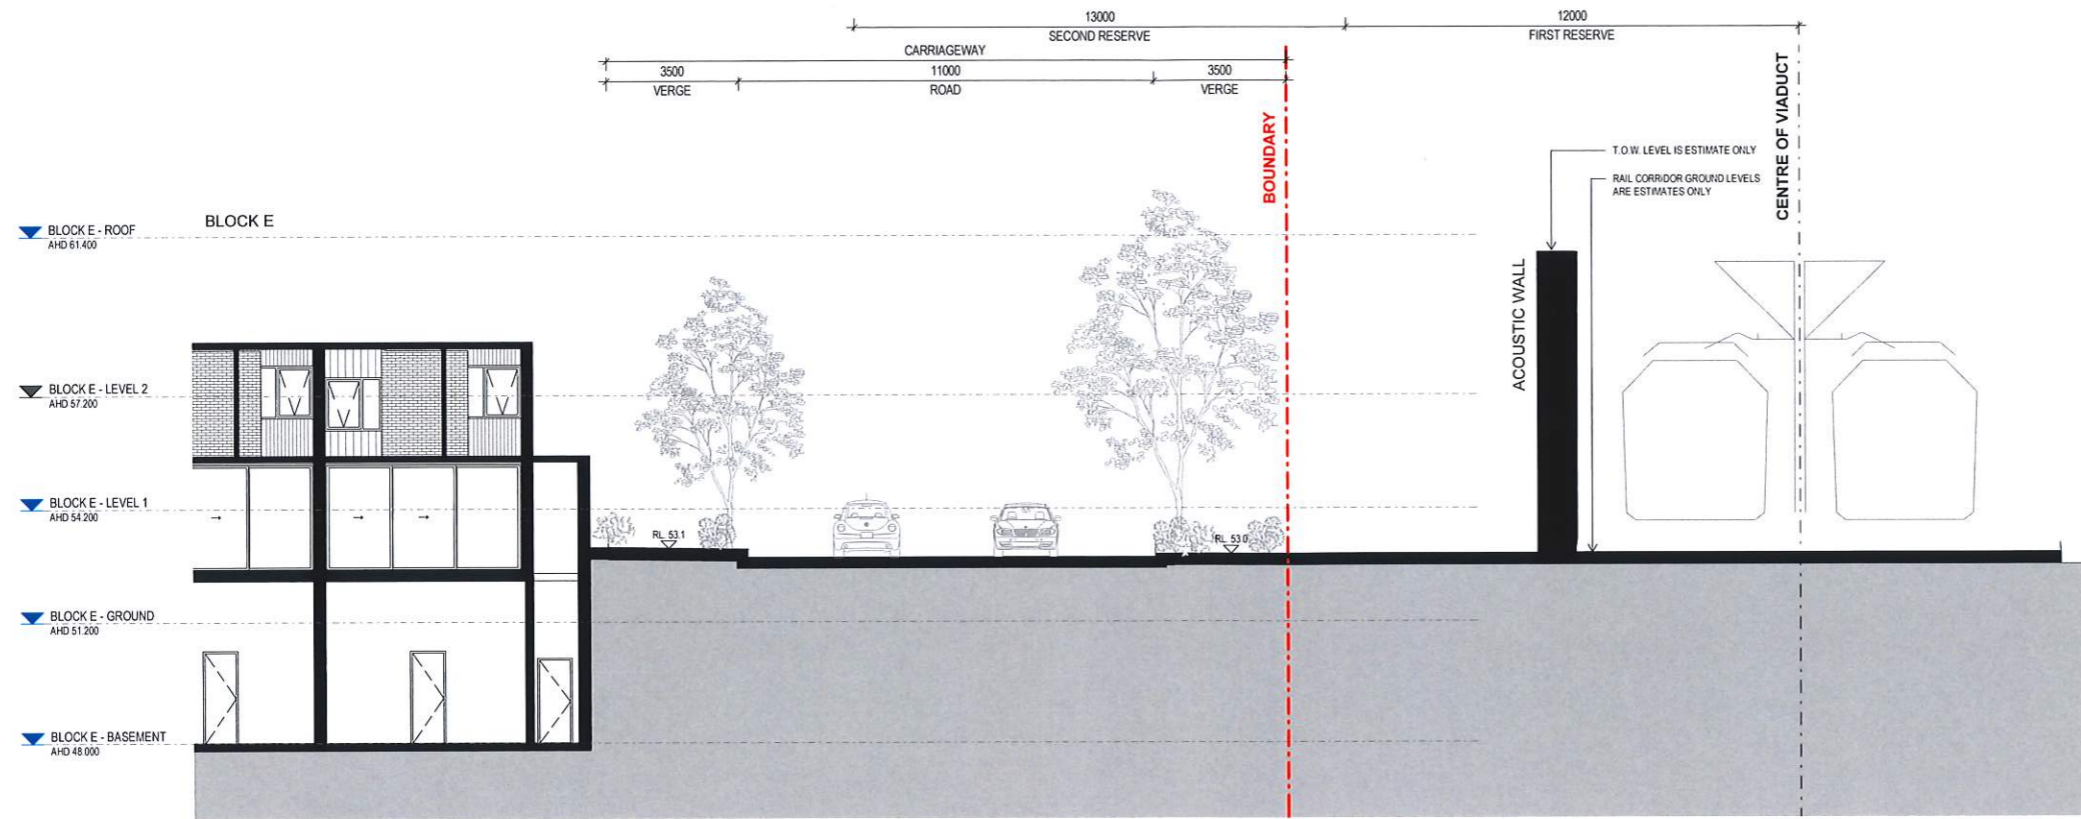 13000
SECOND RESERVE
12000
FIRST RESERVE
CARRIAGEWAY
3500
VERGE
11000
ROAD
3500
VERGE
BOUNDARY
CENTRE OF VIADUCT
T.O.W. LEVEL IS ESTIMATE ONLY
RAIL CORRIDOR GROUND LEVELS
ARE ESTIMATES ONLY
BLOCK E
BLOCK E - ROOF
AHD 61.400
ACOUSTIC WALL
BLOCK E - LEVEL 2
AHD 57.200
BLOCK E - LEVEL 1
AHD 54.200
RL 53.1
RL 53.0
BLOCK E - GROUND
AHD 51.200
BLOCK E - BASEMENT
AHD 48.000